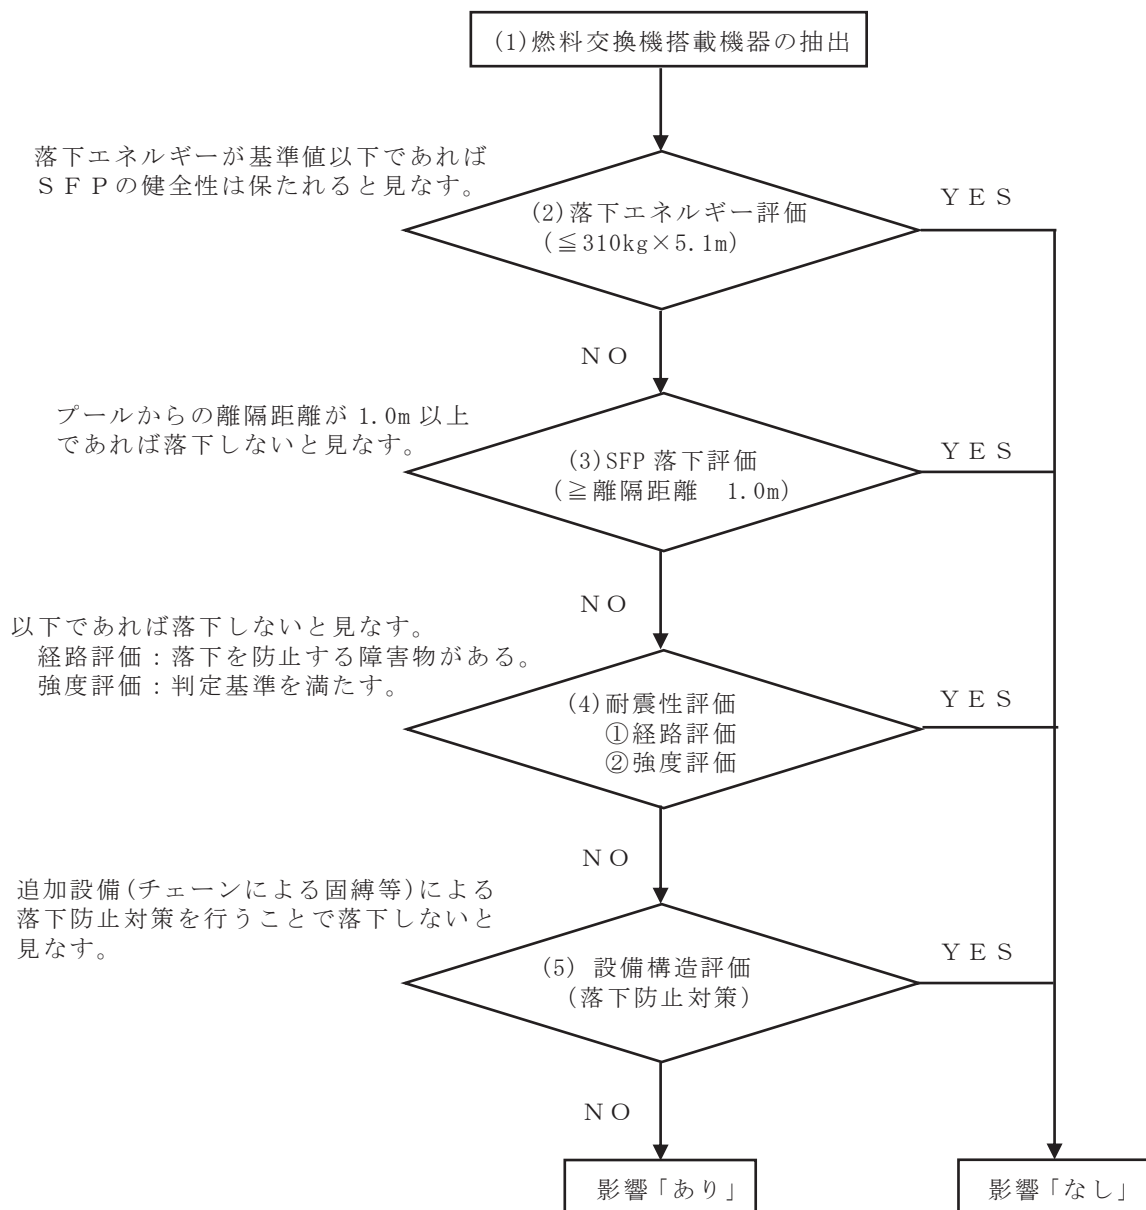 (1)燃料交換機搭載機器の抽出
落下エネルギーが基準値以下であれば
ＳＦＰの健全性は保たれると見なす。
(2)落下エネルギー評価
(≦310kg×5.1m)
ＹＥＳ
ＮＯ
プールからの離隔距離が 1.0m 以上
であれば落下しないと見なす。
(3)SFP 落下評価
(≧離隔距離　1.0m)
ＹＥＳ
ＮＯ
以下であれば落下しないと見なす。
経路評価：落下を防止する障害物がある。
強度評価：判定基準を満たす。
(4)耐震性評価
①経路評価
②強度評価
ＹＥＳ
ＮＯ
追加設備(チェーンによる固縛等)による
落下防止対策を行うことで落下しないと
見なす。
(5) 設備構造評価
(落下防止対策)
ＹＥＳ
ＮＯ
影響「あり」
影響「なし」